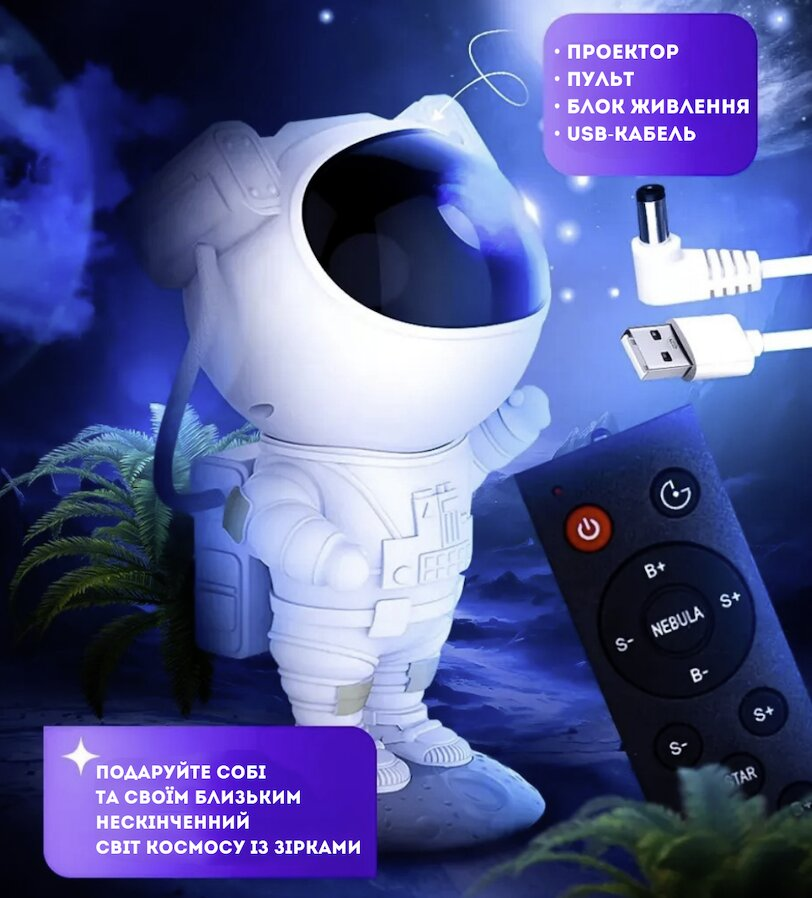 • ПРОЕКТОР
• ПУЛЬТ
• БЛОК ЖИВЛЕННЯ
• USB-КАБЕЛЬ
B+
S+
NEBULA
S-
B-
S+
S-
STAR
ПОДАРУЙТЕ СОБІ
ТА СВОЇМ БЛИЗЬКИМ
НЕСКІНЧЕННИЙ
СВІТ КОСМОСУ ІЗ ЗІРКАМИ